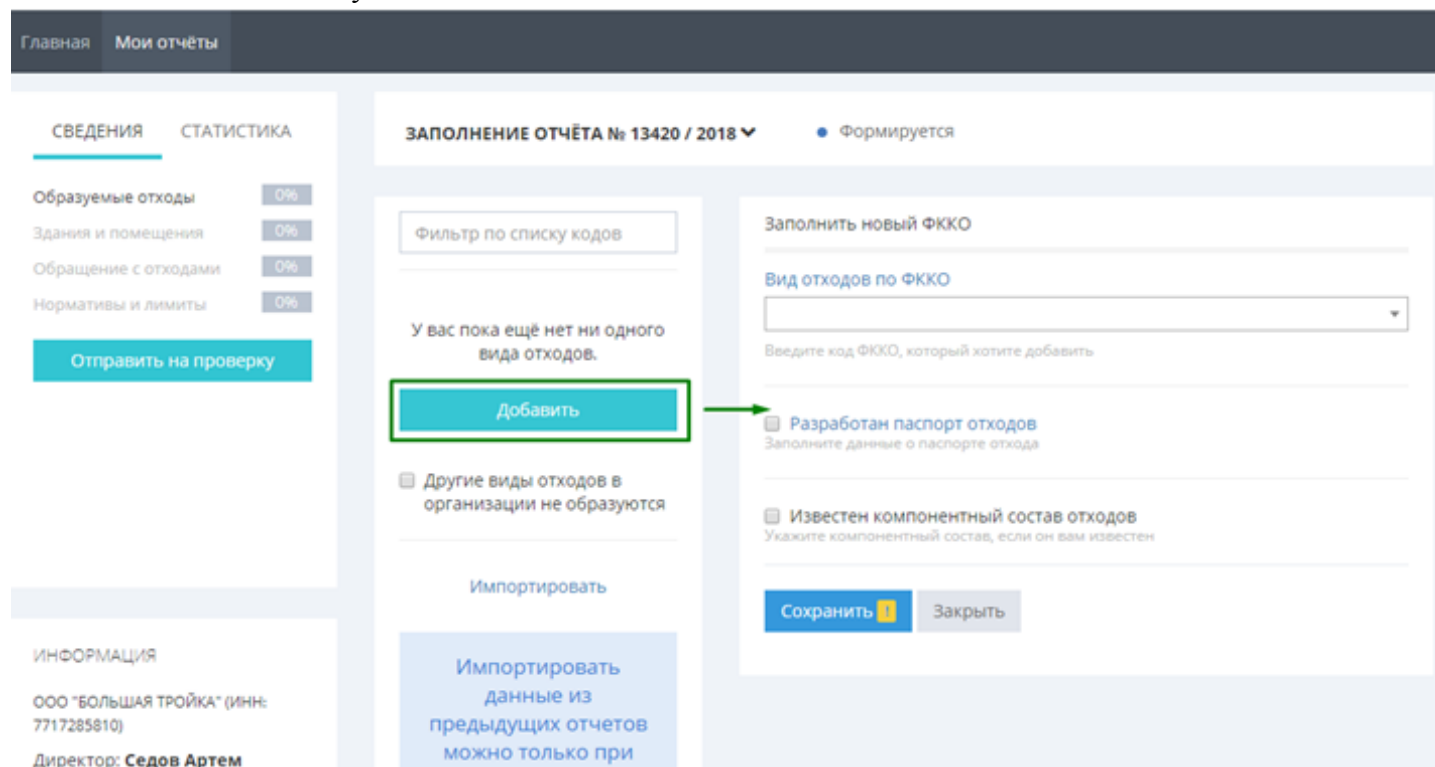 у
Главная Мои отчёты
СВЕДЕНИЯ СТАТИСТИКА
Образуемые отходы 0%
Здания и помещения 0%
Обращение с отходами 0%
Нормативы и лимиты 0%
Отправить на проверку
ИНФОРМАЦИЯ
ООО "БОЛЬШАЯ ТРОЙКА" (ИНН:
7717285810)
Директор: Седов Артем
ЗАПОЛНЕНИЕ ОТЧЁТА № 13420 / 2018
Формируется
Фильтр по списку кодов
У вас пока ещё нет ни одного
вида отходов.
Добавить
Другие виды отходов в
организации не образуются
Импортировать
Импортировать
данные из
предыдущих отчетов
можно только при
Заполнить новый ФККО
Вид отходов по ФККО
Введите код ФККО, который хотите добавить
Разработан паспорт отходов
Заполните данные о паспорте отхода
Известен компонентный состав отходов
Укажите компонентный состав, если он вам известен
Сохранить ! Закрыть